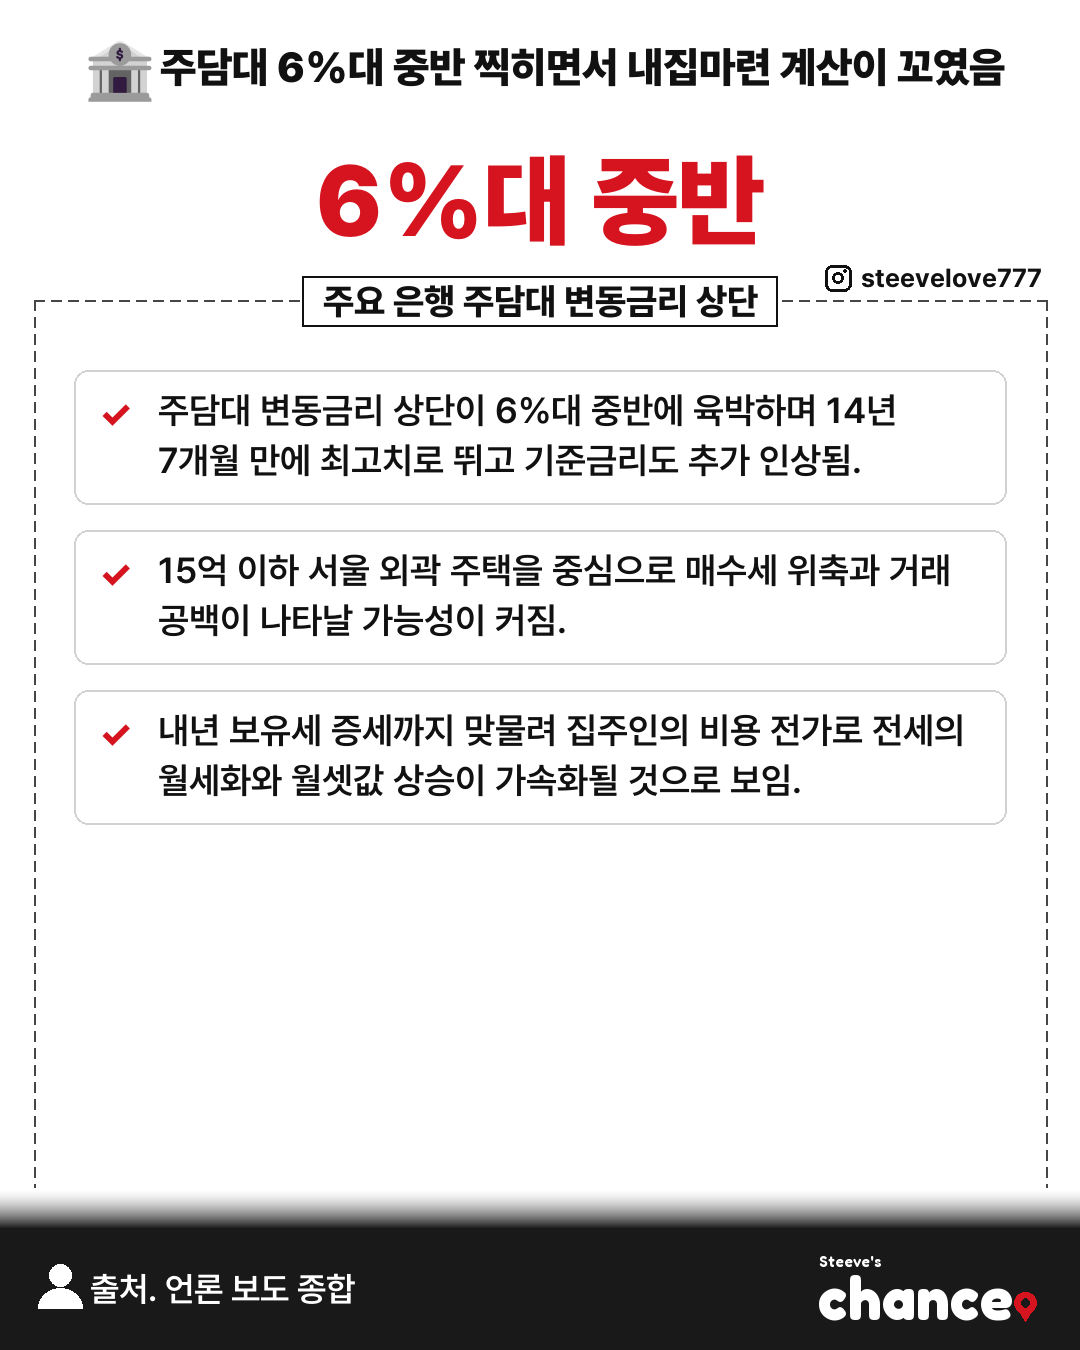 주담대 6%대 중반 찍히면서 내집마련 계산이 꼬였음
6%대 중반
steevelove777
주요 은행 주담대 변동금리 상단
주담대 변동금리 상단이 6%대 중반에 육박하며 14년
7개월 만에 최고치로 뛰고 기준금리도 추가 인상됨.
15억 이하 서울 외곽 주택을 중심으로 매수세 위축과 거래
공백이 나타날 가능성이 커짐.
내년 보유세 증세까지 맞물려 집주인의 비용 전가로 전세의
월세화와 월셋값 상승이 가속화될 것으로 보임.
출처. 언론 보도 종합
Steeve's
chance